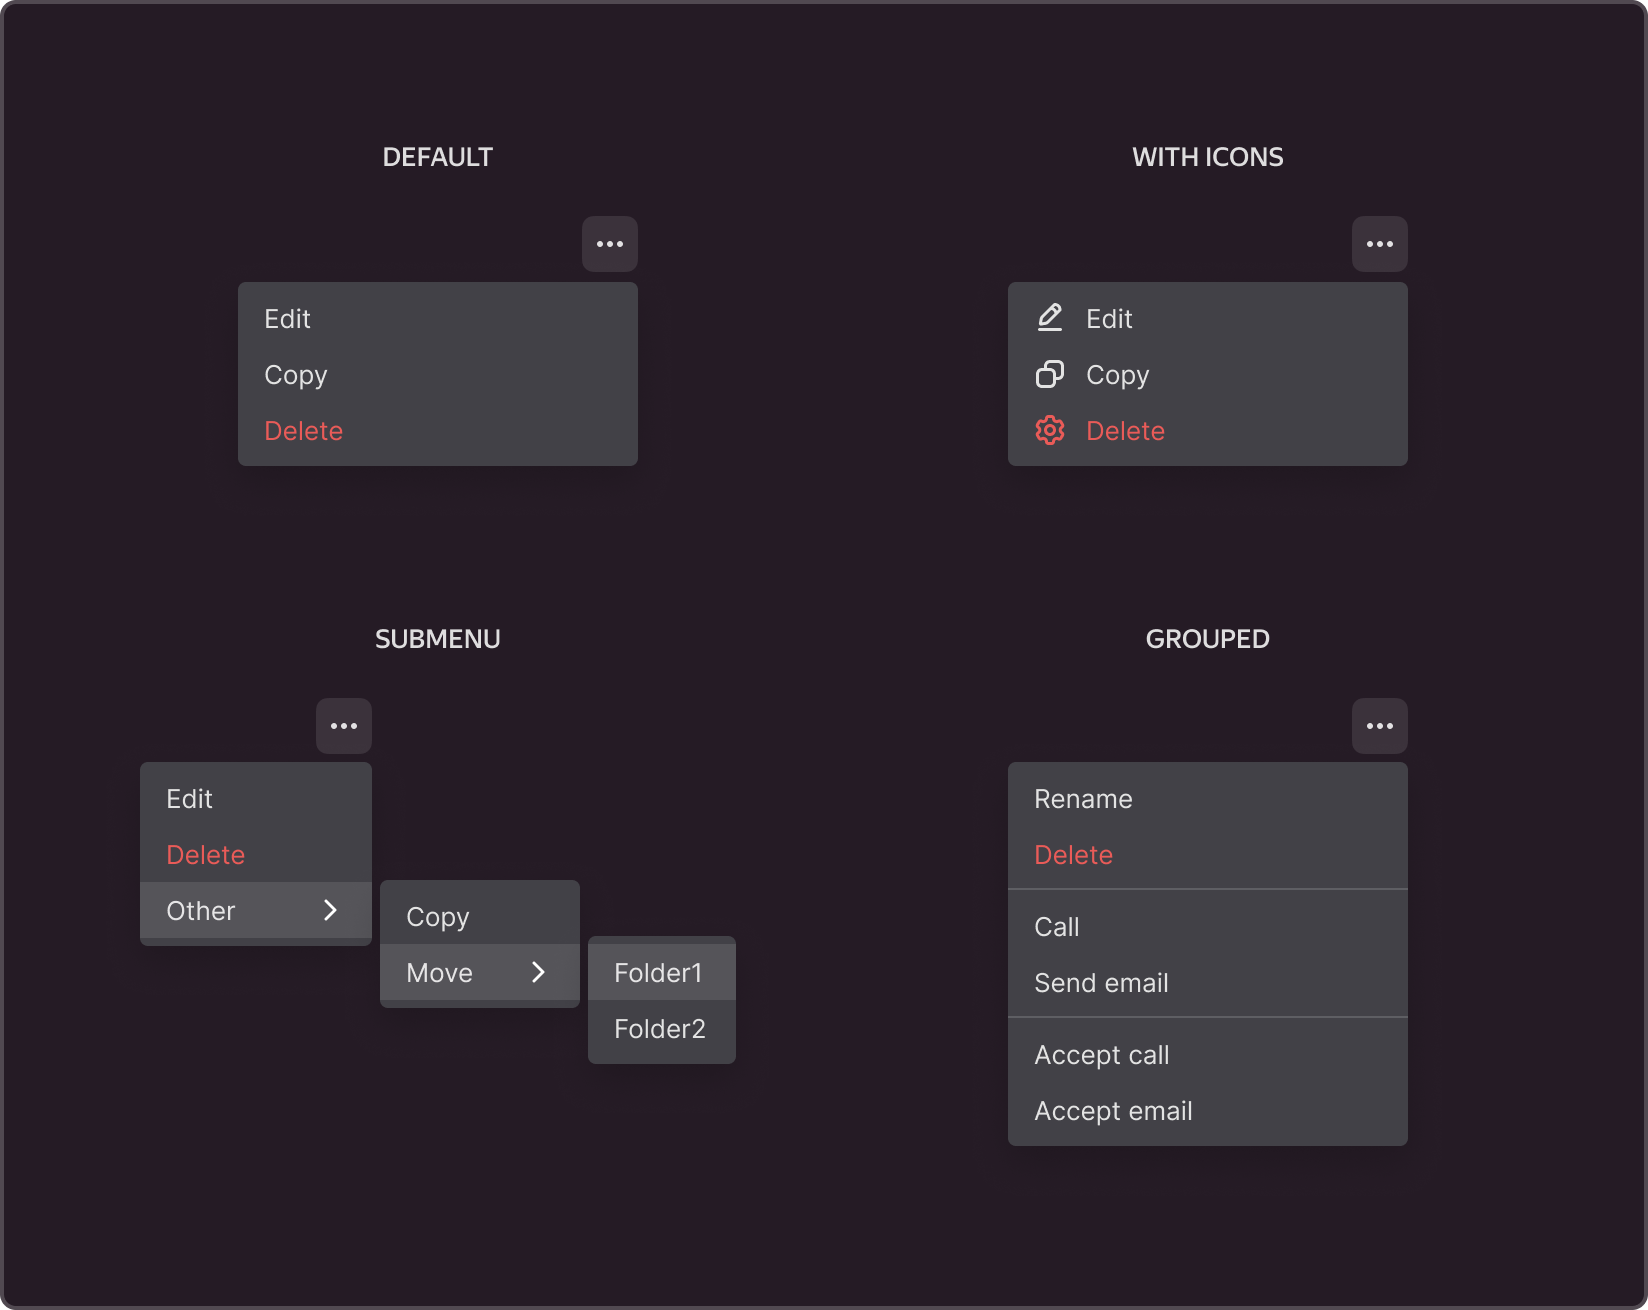 DEFAULT
Edit
Copy
Delete
WITH ICONS
Edit
Copy
Delete
SUBMENU
Edit
Delete
Other
Copy
Move
Folder1
Folder2
GROUPED
Rename
Delete
Call
Send email
Accept call
Accept email